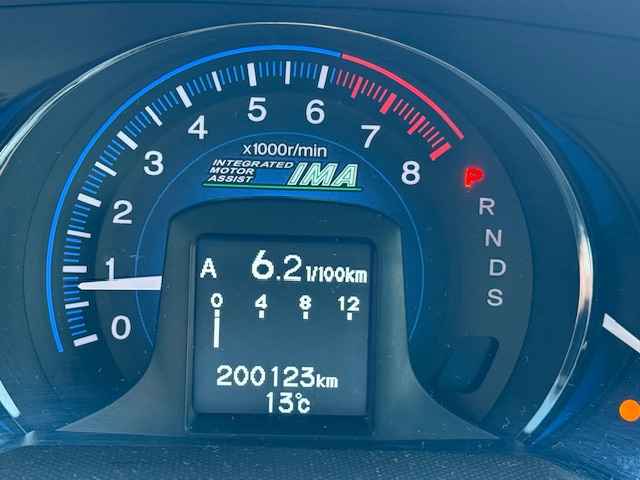 0 1 2 3 4 5 6 7 8
x1000r/min
INTEGRATED
MOTOR
ASSIST
IMA
P
R
N
D
S
A 6.2 l/100km
0 4 8 12
200123km
13°c